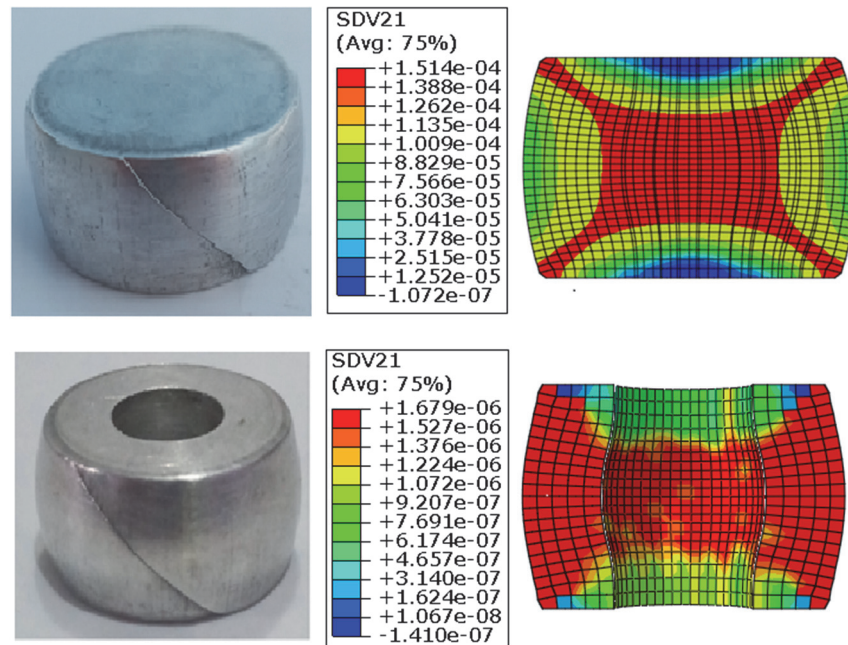 SDV21
(Avg: 75%)
+1.514e-04
+1.388e-04
+1.262e-04
+1.135e-04
+1.009e-04
+8.829e-05
+7.566e-05
+6.303e-05
+5.041e-05
+3.778e-05
+2.515e-05
+1.252e-05
-1.072e-07
SDV21
(Avg: 75%)
+1.679e-06
+1.527e-06
+1.376e-06
+1.224e-06
+1.072e-06
+9.207e-07
+7.691e-07
+6.174e-07
+4.657e-07
+3.140e-07
+1.624e-07
+1.067e-08
-1.410e-07